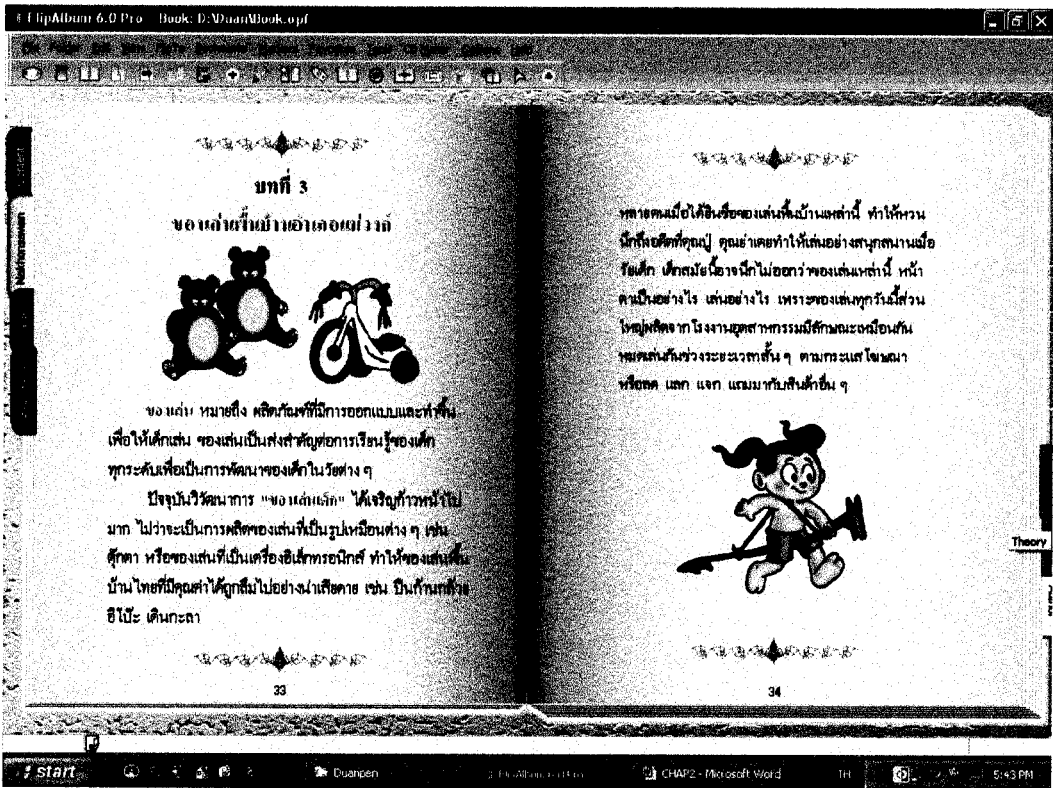 FlipAlbum 6.0 Pro Book: D:\Duan\Book.opf
บทที่ 3
ของเล่นพื้นบ้านอำเภอแม่วงก์
ของเล่น หมายถึง ผลิตภัณฑ์ที่มีการออกแบบและทำขึ้น
เพื่อให้เด็กเล่น ของเล่นเป็นส่งสำคัญต่อการเรียนรู้ของเด็ก
ทุกระดับเพื่อเป็นการพัฒนาของเด็กในวัยต่าง ๆ
ปัจจุบันวิวัฒนาการ "ของเล่นเด็ก" ได้เจริญก้าวหน้าไป
มาก ไม่ว่าจะเป็นการผลิตของเล่นที่เป็นรูปเหมือนต่าง ๆ เช่น
ตุ๊กตา หรือของเล่นที่เป็นเครื่องอิเล็กทรอนิกส์ ทำให้ของเล่นพื้น
บ้านไทยที่มีคุณค่าได้ถูกลืมไปอย่างน่าเสียดาย เช่น ปืนก้านกล้วย
อีโป๊ะ เดินกะลา
33
หลายคนเมื่อได้ยินชื่อของเล่นพื้นบ้านเหล่านี้ ทำให้หวน
นึกถึงอดีตที่คุณปู่ คุณย่าเคยทำให้เล่นอย่างสนุกสนานเมื่อ
วัยเด็ก เด็กสมัยนี้อาจนึกไม่ออกว่าของเล่นเหล่านี้ หน้า
ตาเป็นอย่างไร เล่นอย่างไร เพราะของเล่นทุกวันนี้ส่วน
ใหญ่ผลิตจากโรงงานอุตสาหกรรมมีลักษณะเหมือนกัน
หมดเล่นกันช่วงระยะเวลาสั้น ๆ ตามกระแสโฆษณา
หรือลด แลก แจก แถมมากับสินค้าอื่น ๆ
34
Nakhonsawan
Theory
start
Duanpen
CHAP2 - Microsoft Word
TH
5:43 PM